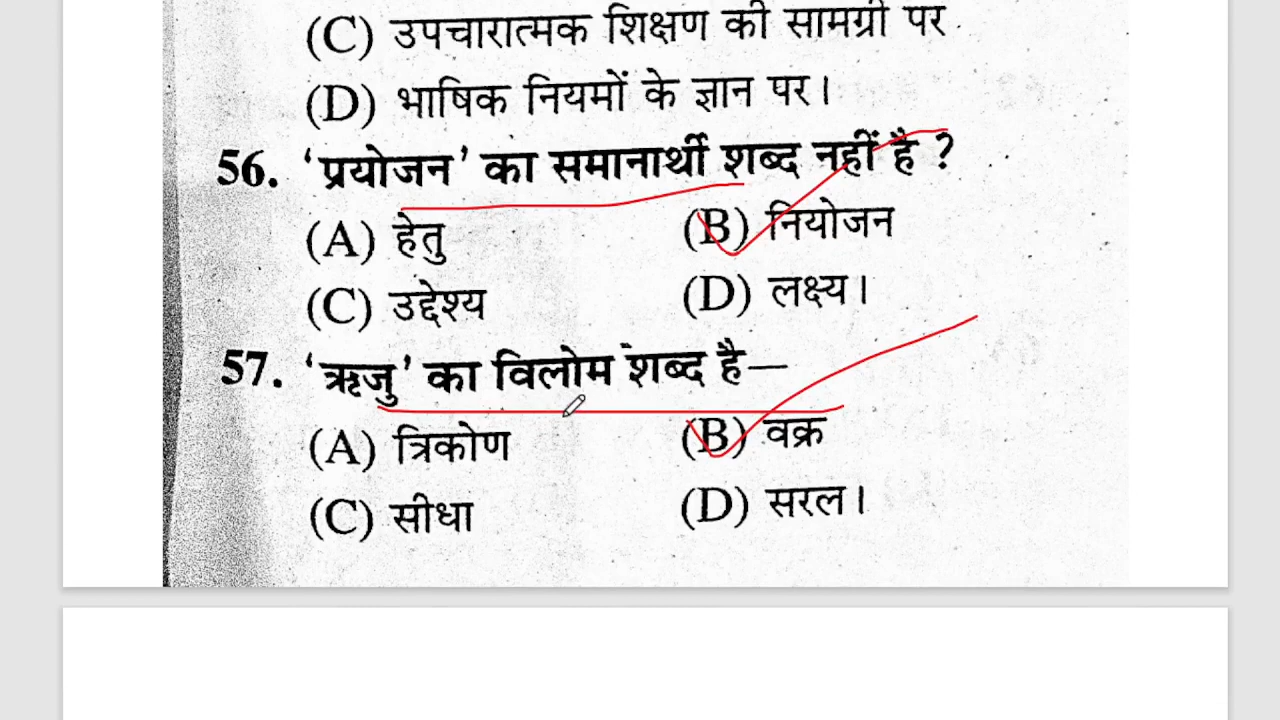 (C) उपचारात्मक शिक्षण की सामग्री पर
(D) भाषिक नियमों के ज्ञान पर।
56. ‘प्रयोजन’ का समानार्थी शब्द नहीं है ?
(A) हेतु (B) नियोजन
(C) उद्देश्य (D) लक्ष्य।
57. ‘ऋजु’ का विलोम शब्द है—
(A) त्रिकोण (B) वक्र
(C) सीधा (D) सरल।